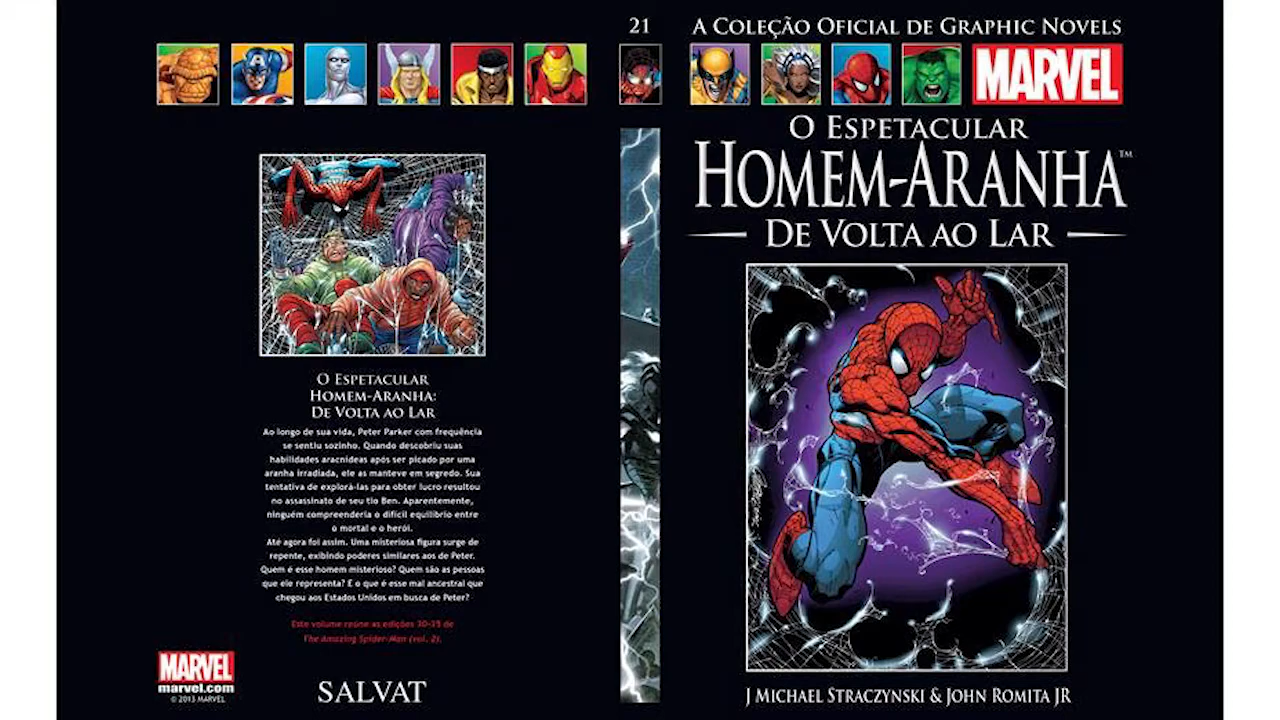 21
A COLEÇÃO OFICIAL DE GRAPHIC NOVELS
MARVEL
O ESPETACULAR
HOMEM-ARANHA™
DE VOLTA AO LAR
J MICHAEL STRACZYNSKI & JOHN ROMITA JR
O ESPETACULAR
HOMEM-ARANHA:
DE VOLTA AO LAR
Ao longo de sua vida, Peter Parker com frequência
se sentiu sozinho. Quando descobriu suas
habilidades aracnídeas após ser picado por uma
aranha irradiada, ele as manteve em segredo. Sua
tentativa de explorá-las para obter lucro resultou
no assassinato de seu tio Ben. Aparentemente,
ninguém compreenderia o difícil equilíbrio entre
o mortal e o herói.
Até agora foi assim. Uma misteriosa figura surge de
repente, exibindo poderes similares aos de Peter.
Quem é esse homem misterioso? Quem são as pessoas
que ele representa? E o que é esse mal ancestral que
chegou aos Estados Unidos em busca de Peter?
Este volume reúne as edições 30-35 de
The Amazing Spider-Man (vol. 2).
MARVEL
marvel.com
© 2013 MARVEL
SALVAT